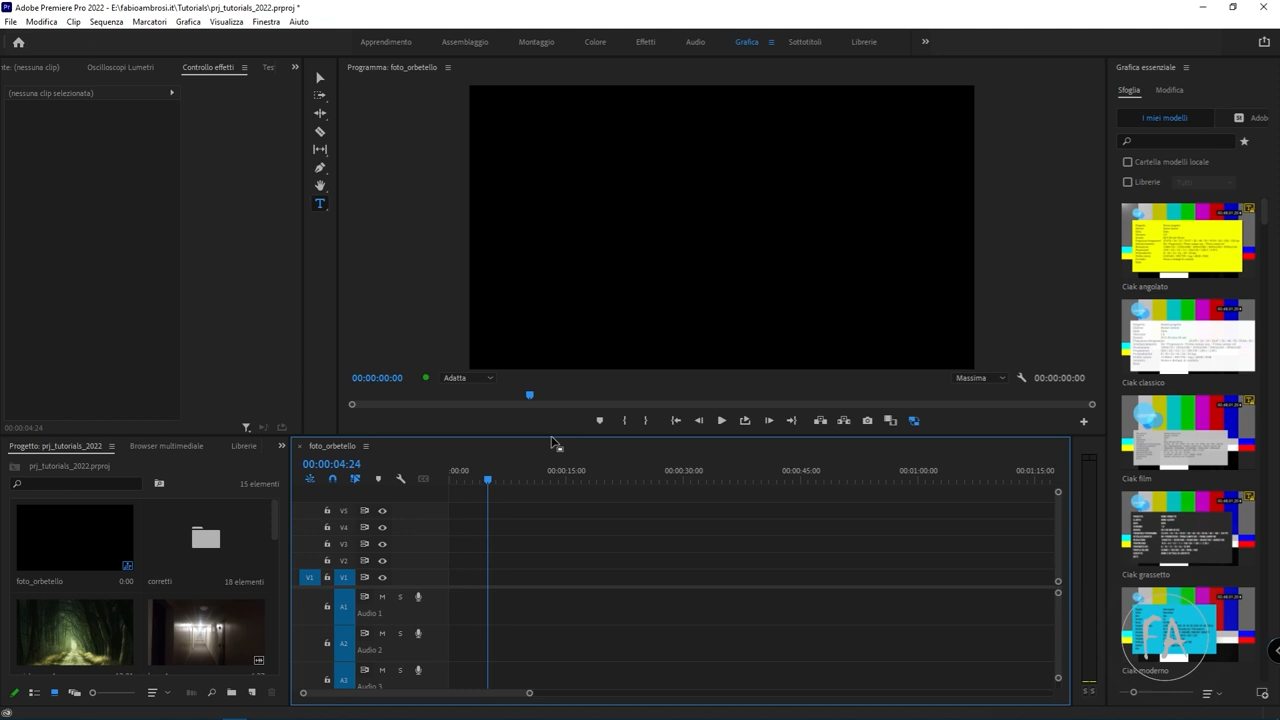 Adobe Premiere Pro 2022 - E:\fabioambrosi.it\Tutorials\prj_tutorials_2022.prproj *
File Modifica Clip Sequenza Marcatori Grafica Visualizza Finestra Aiuto
Apprendimento Assemblaggio Montaggio Colore Effetti Audio Grafica Sottotitoli Librerie
nte: (nessuna clip) Oscilloscopi Lumetri Controllo effetti Tes
Programma: foto_orbetello
Grafica essenziale
(nessuna clip selezionata)
Sfoglia Modifica
I miei modelli Adob
Cartella modelli locale
Librerie Tutti
Ciak angolato
Ciak classico
Ciak film
Ciak grassetto
Ciak moderno
FA
00:00:00:00 Adatta Massima 00:00:00:00
00:00:04:24
Progetto: prj_tutorials_2022 Browser multimediale Librerie
prj_tutorials_2022.prproj
15 elementi
foto_orbetello 0:00
corretti 18 elementi
foto_orbetello
00:00:04:24
:00:00 00:00:15:00 00:00:30:00 00:00:45:00 00:01:00:00 00:01:15:00
V5
V4
V3
V2
V1 V1
A1 M S
Audio 1
A2 M S
Audio 2
A3 M S
Audio 3
S S